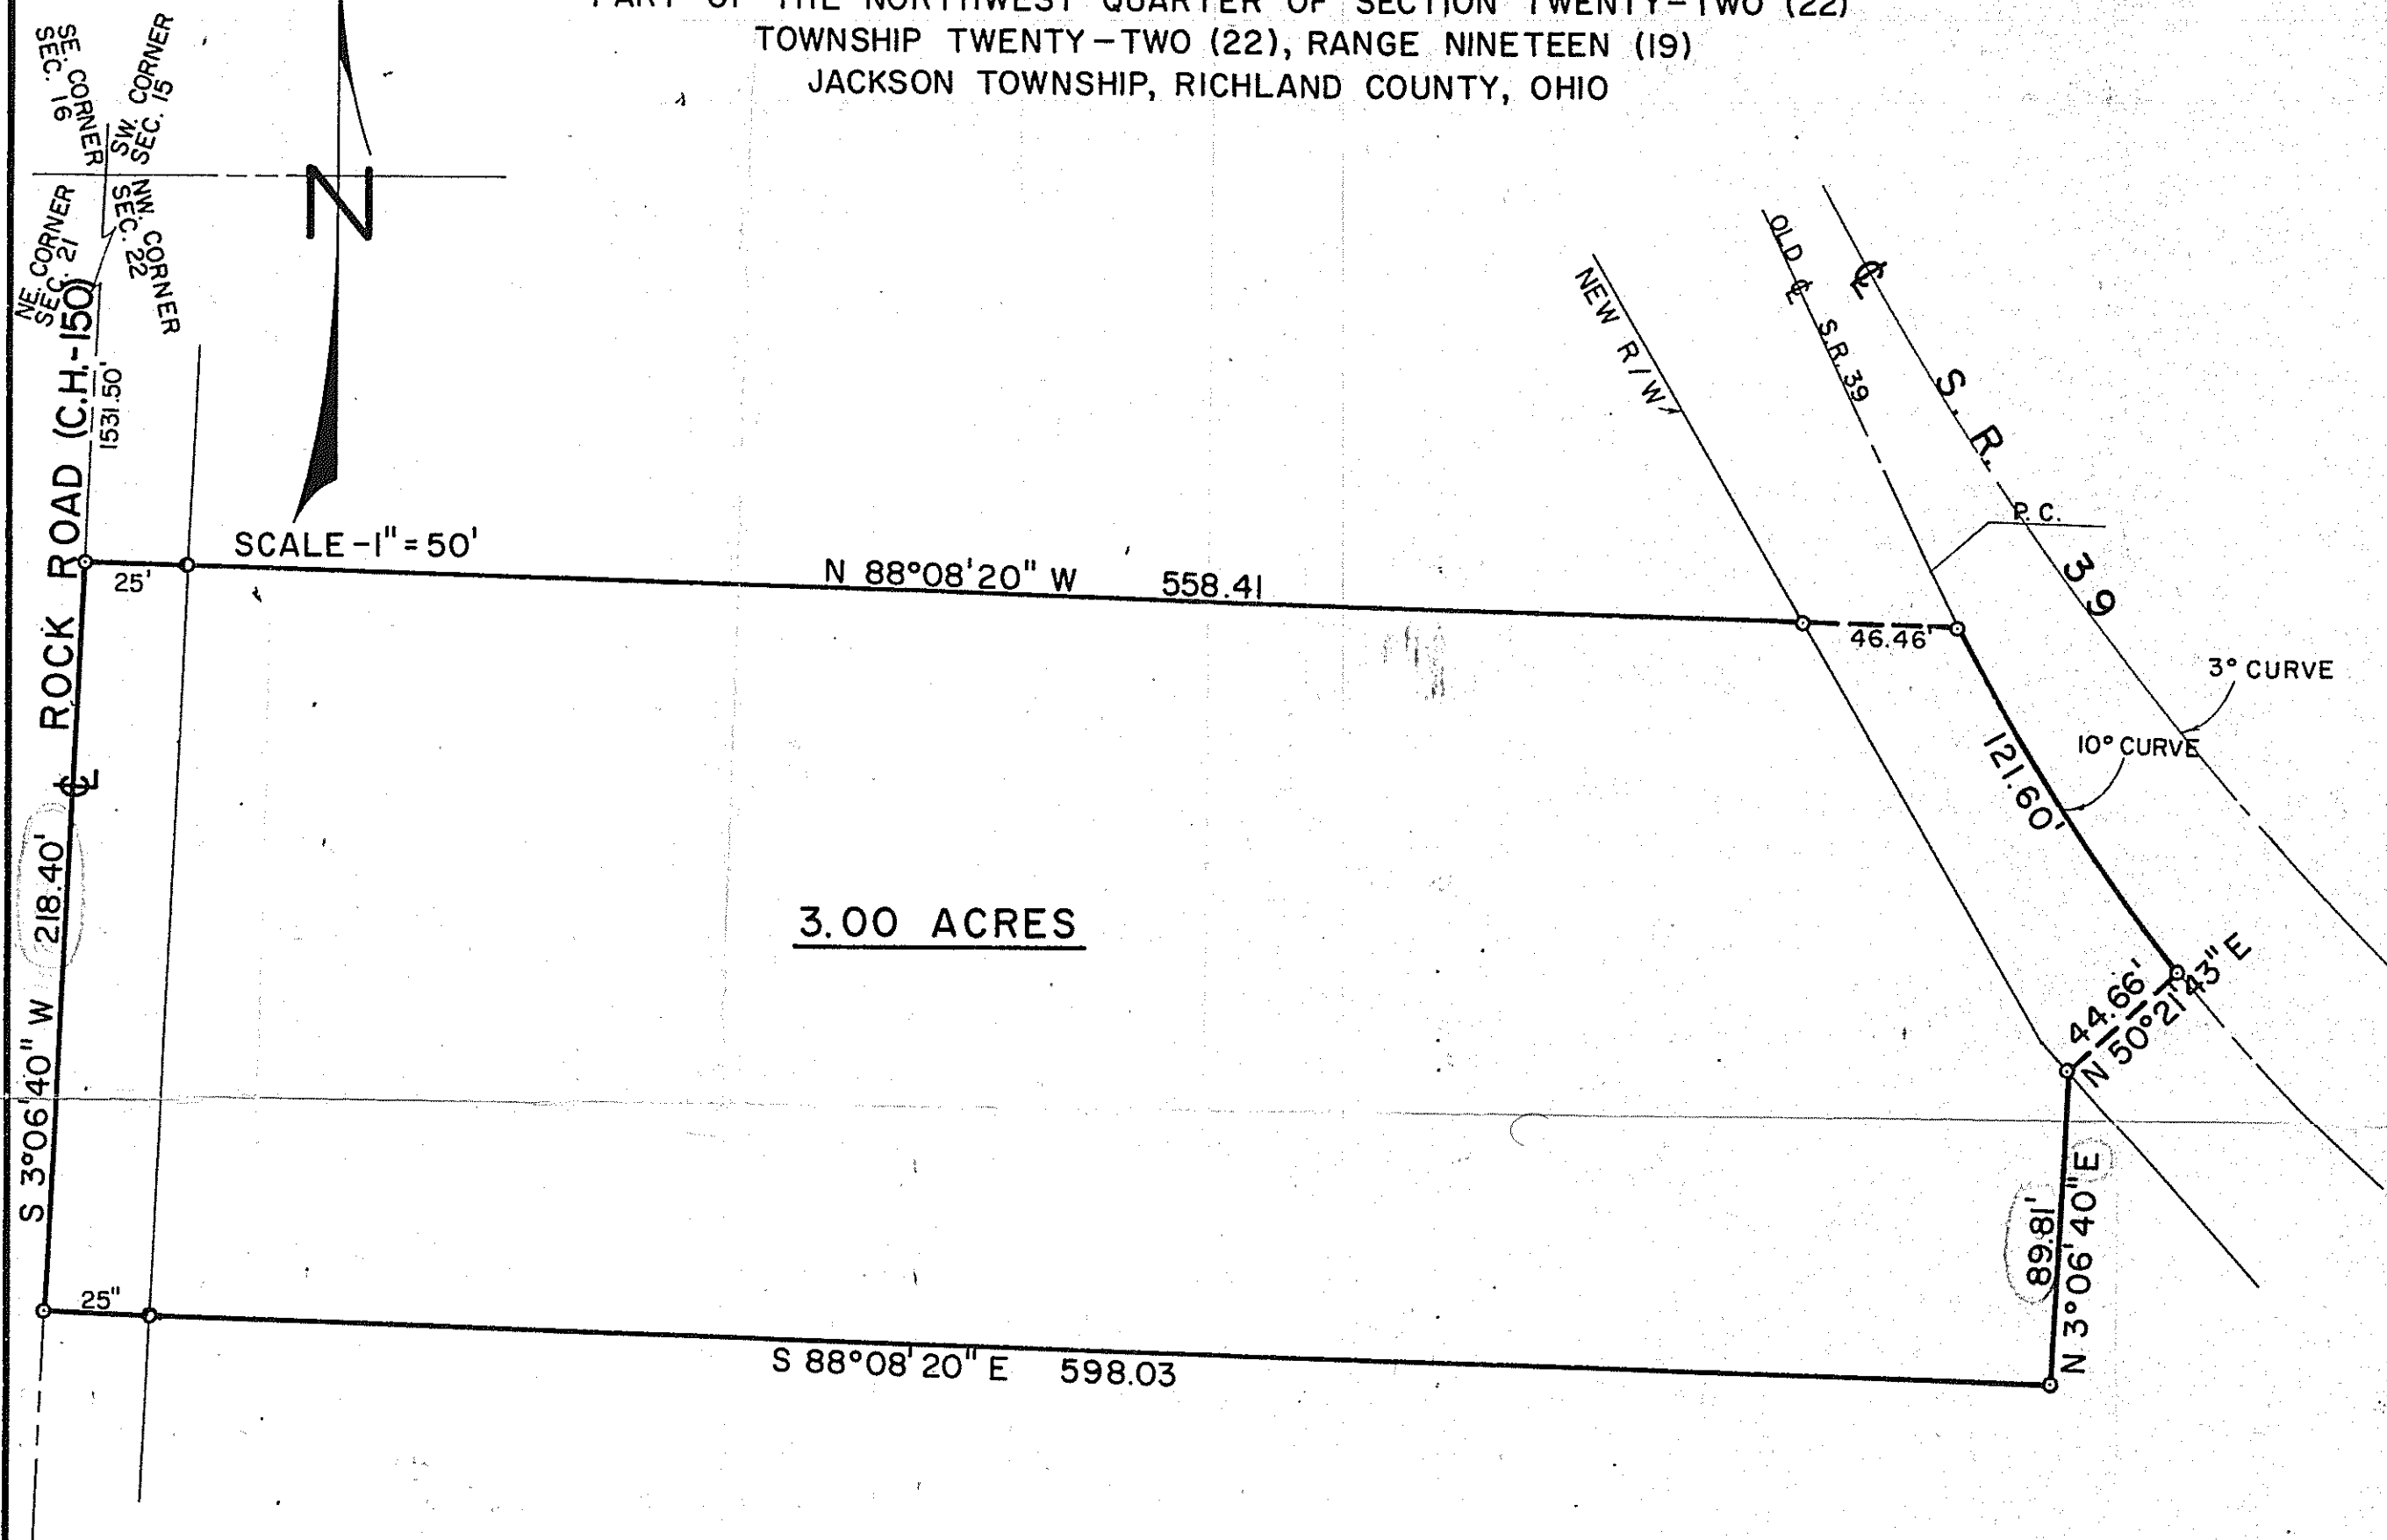 PART OF THE NORTHWEST QUARTER OF SECTION TWENTY-TWO (22)
TOWNSHIP TWENTY-TWO (22), RANGE NINETEEN (19)
JACKSON TOWNSHIP, RICHLAND COUNTY, OHIO
SE. CORNER
SEC. 16
SW. CORNER
SEC. 15
NE. CORNER
SEC. 21
NW. CORNER
SEC. 22
N
ROCK ROAD (C.H.-150)
1531.50'
SCALE-1"=50'
25'
N 88°08'20" W 558.41
46.46'
NEW R/W
OLD ℄ S.R. 39
℄ S. R. 39
P.C.
3° CURVE
10° CURVE
121.60'
℄
S 3°06'40" W 218.40'
3.00 ACRES
44.66'
N 50°21'43" E
89.81'
N 3°06'40" E
25"
S 88°08'20" E 598.03